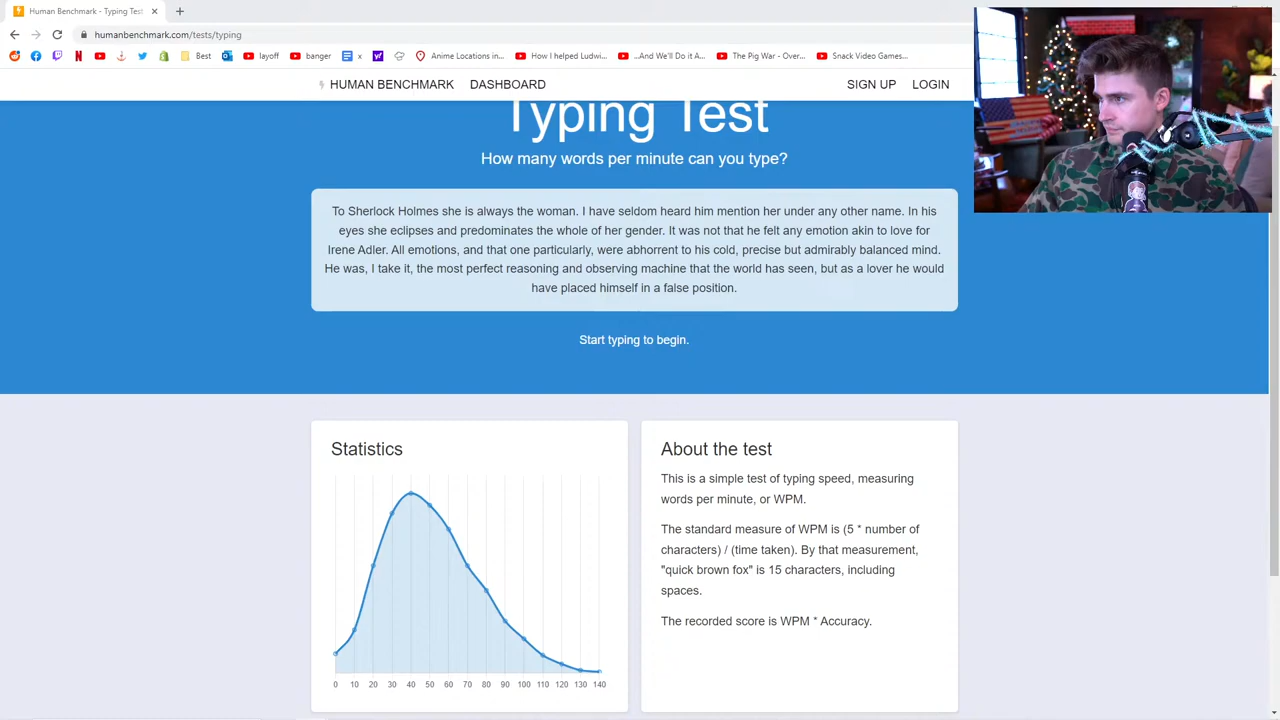 Human Benchmark - Typing Test
humanbenchmark.com/tests/typing
Best
layoff
banger
x
Anime Locations in...
How I helped Ludwi...
...And We'll Do it A...
The Pig War - Over...
Snack Video Games...
HUMAN BENCHMARK
DASHBOARD
SIGN UP
LOGIN
Typing Test
How many words per minute can you type?
To Sherlock Holmes she is always the woman. I have seldom heard him mention her under any other name. In his
eyes she eclipses and predominates the whole of her gender. It was not that he felt any emotion akin to love for
Irene Adler. All emotions, and that one particularly, were abhorrent to his cold, precise but admirably balanced mind.
He was, I take it, the most perfect reasoning and observing machine that the world has seen, but as a lover he would
have placed himself in a false position.
Start typing to begin.
Statistics
0 10 20 30 40 50 60 70 80 90 100 110 120 130 140
About the test
This is a simple test of typing speed, measuring
words per minute, or WPM.
The standard measure of WPM is (5 * number of
characters) / (time taken). By that measurement,
"quick brown fox" is 15 characters, including
spaces.
The recorded score is WPM * Accuracy.